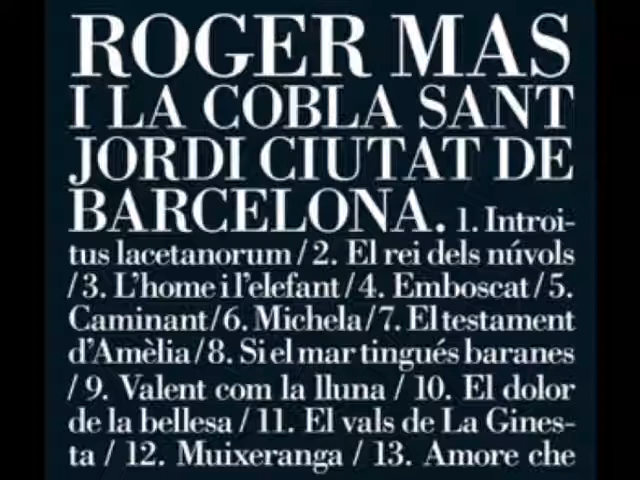 ROGER MAS
I LA COBLA SANT
JORDI CIUTAT DE
BARCELONA. 1. Introi-
tus lacetanorum / 2. El rei dels núvols
/ 3. L'home i l'elefant / 4. Emboscat / 5.
Caminant / 6. Michela / 7. El testament
d'Amèlia / 8. Si el mar tingués baranes
/ 9. Valent com la lluna / 10. El dolor
de la bellesa / 11. El vals de La Gines-
ta / 12. Muixeranga / 13. Amore che